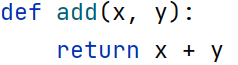 def add(x, y):
    return x + y